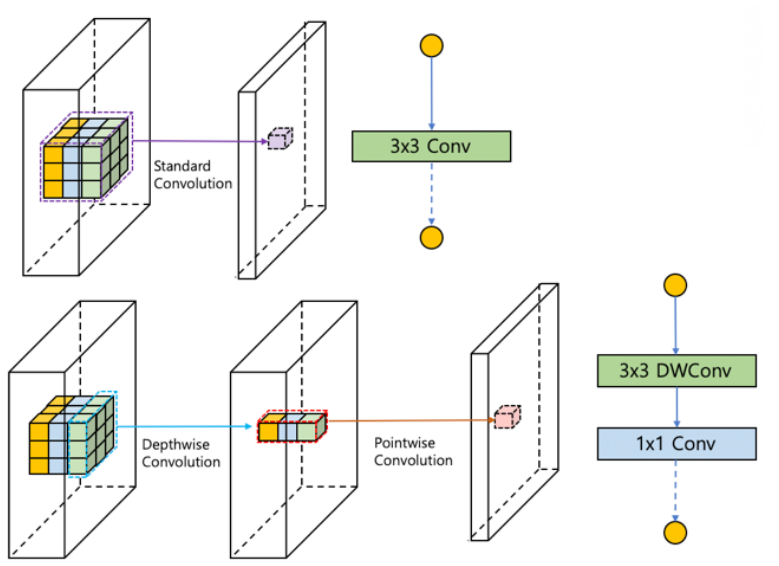 3x3 Conv
Standard
Convolution
3x3 DWConv
Depthwise
Convolution
Pointwise
Convolution
1x1 Conv